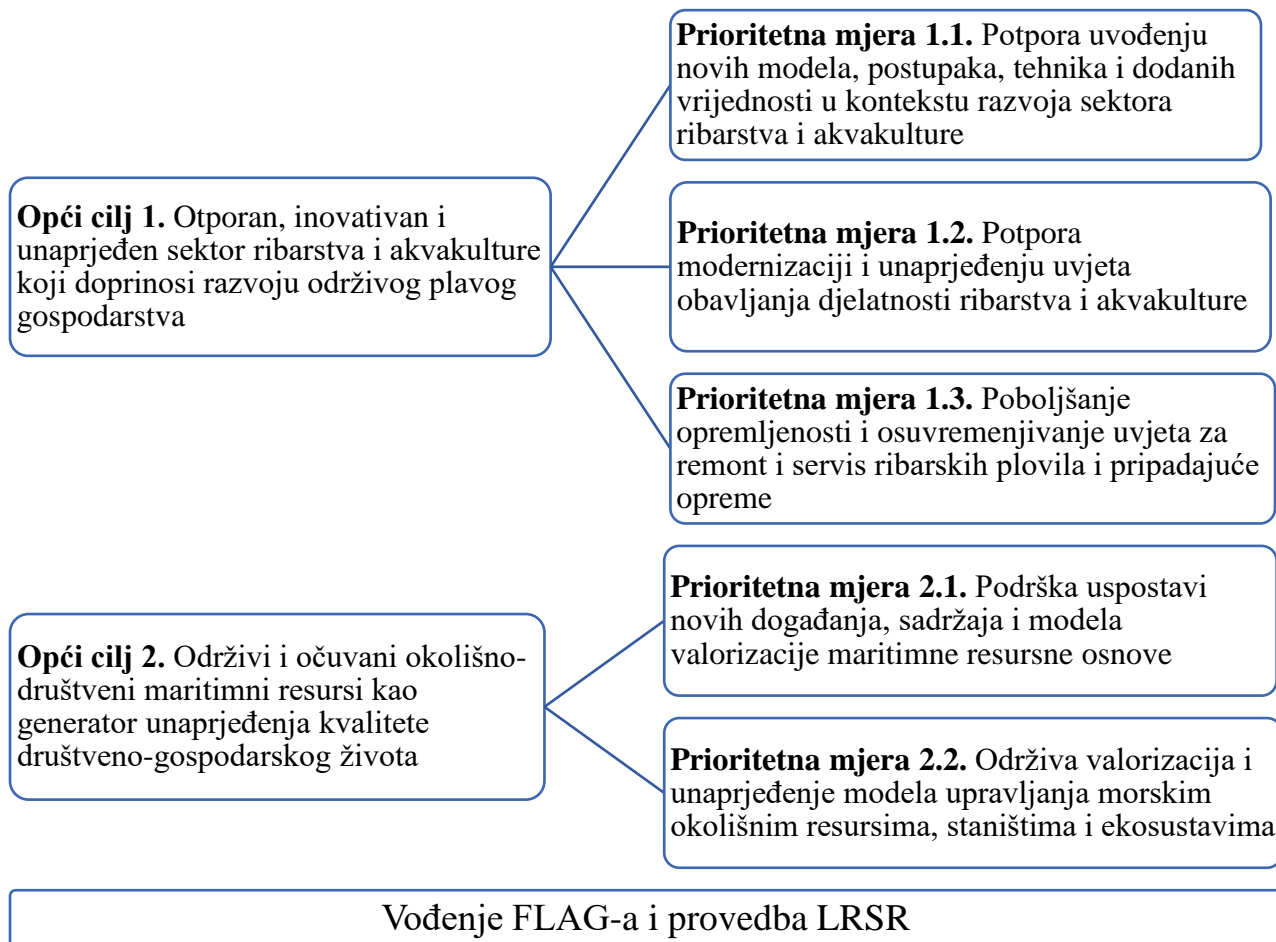 Prioritetna mjera 1.1. Potpora uvođenju
novih modela, postupaka, tehnika i dodanih
vrijednosti u kontekstu razvoja sektora
ribarstva i akvakulture
Opći cilj 1. Otporan, inovativan i
unaprjeđen sektor ribarstva i akvakulture
koji doprinosi razvoju održivog plavog
gospodarstva
Prioritetna mjera 1.2. Potpora
modernizaciji i unaprjeđenju uvjeta
obavljanja djelatnosti ribarstva i akvakulture
Prioritetna mjera 1.3. Poboljšanje
opremljenosti i osuvremenjivanje uvjeta za
remont i servis ribarskih plovila i pripadajuće
opreme
Opći cilj 2. Održivi i očuvani okolišno-
društveni maritimni resursi kao
generator unaprjeđenja kvalitete
društveno-gospodarskog života
Prioritetna mjera 2.1. Podrška uspostavi
novih događanja, sadržaja i modela
valorizacije maritimne resursne osnove
Prioritetna mjera 2.2. Održiva valorizacija i
unaprjeđenje modela upravljanja morskim
okolišnim resursima, staništima i ekosustavima
Vođenje FLAG-a i provedba LRSR